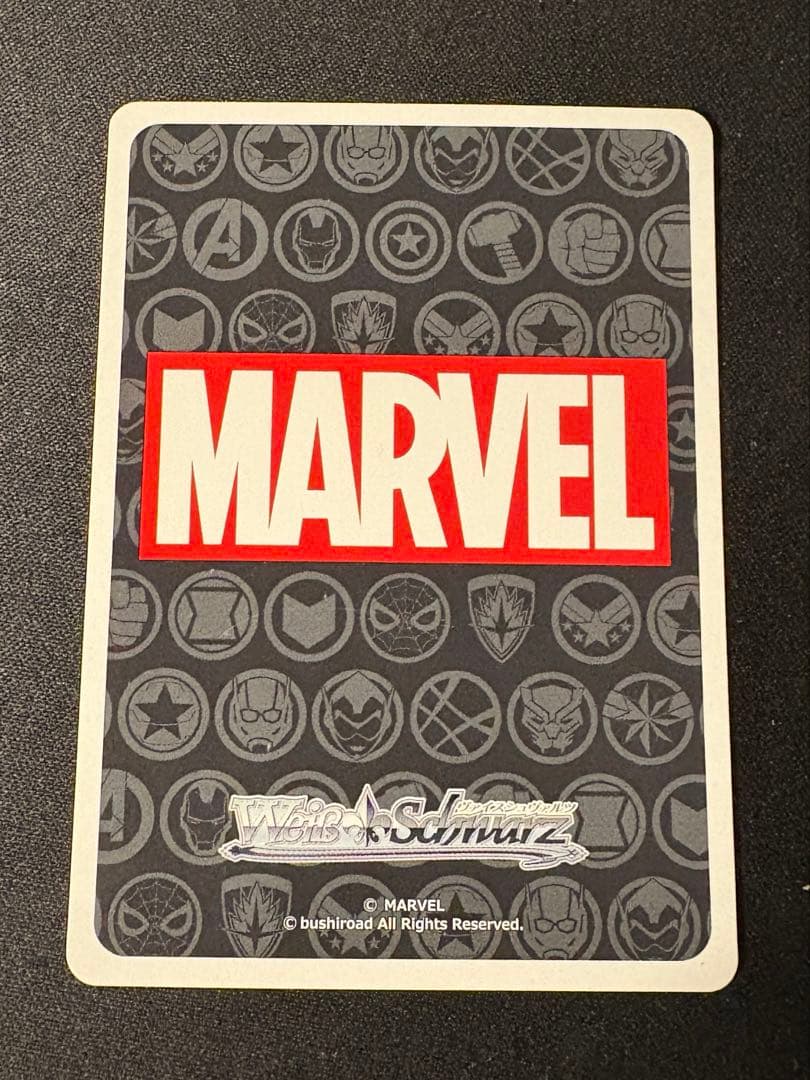 MARVEL
ヴァイスシュヴァルツ
Weiß Schwarz
© MARVEL
© bushiroad All Rights Reserved.